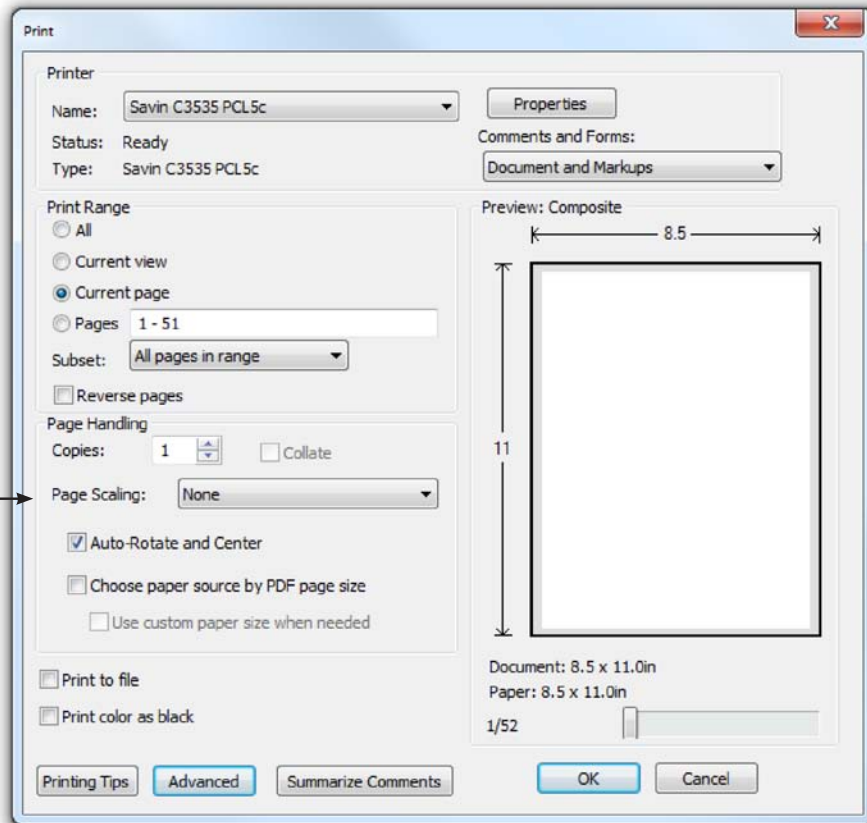 Print
Printer
Name: Savin C3535 PCL5c Properties
Status: Ready
Type: Savin C3535 PCL5c
Comments and Forms:
Document and Markups
Print Range
All
Current view
Current page
Pages 1 - 51
Subset: All pages in range
Reverse pages
Page Handling
Copies: 1 Collate
Page Scaling: None
Auto-Rotate and Center
Choose paper source by PDF page size
Use custom paper size when needed
Print to file
Print color as black
Preview: Composite
8.5
11
Document: 8.5 x 11.0in
Paper: 8.5 x 11.0in
1/52
Printing Tips Advanced Summarize Comments OK Cancel